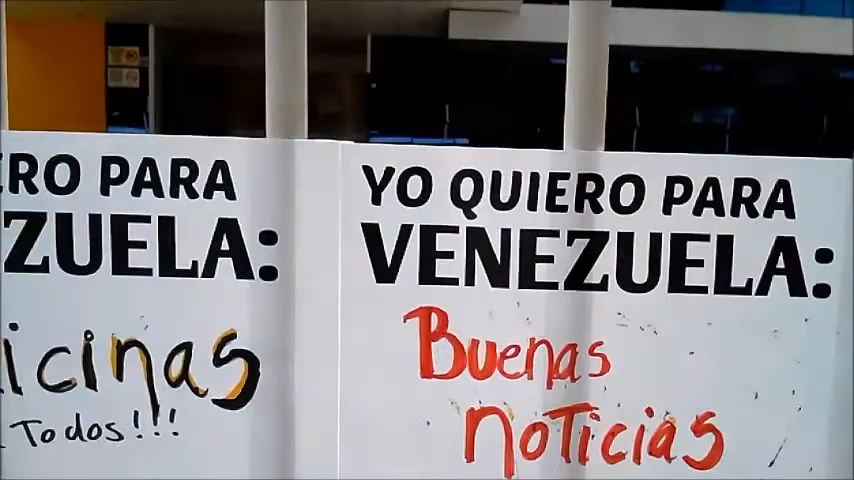 ERO PARA
ZUELA:
icinas
Todos!!!
YO QUIERO PARA
VENEZUELA:
Buenas
noticias